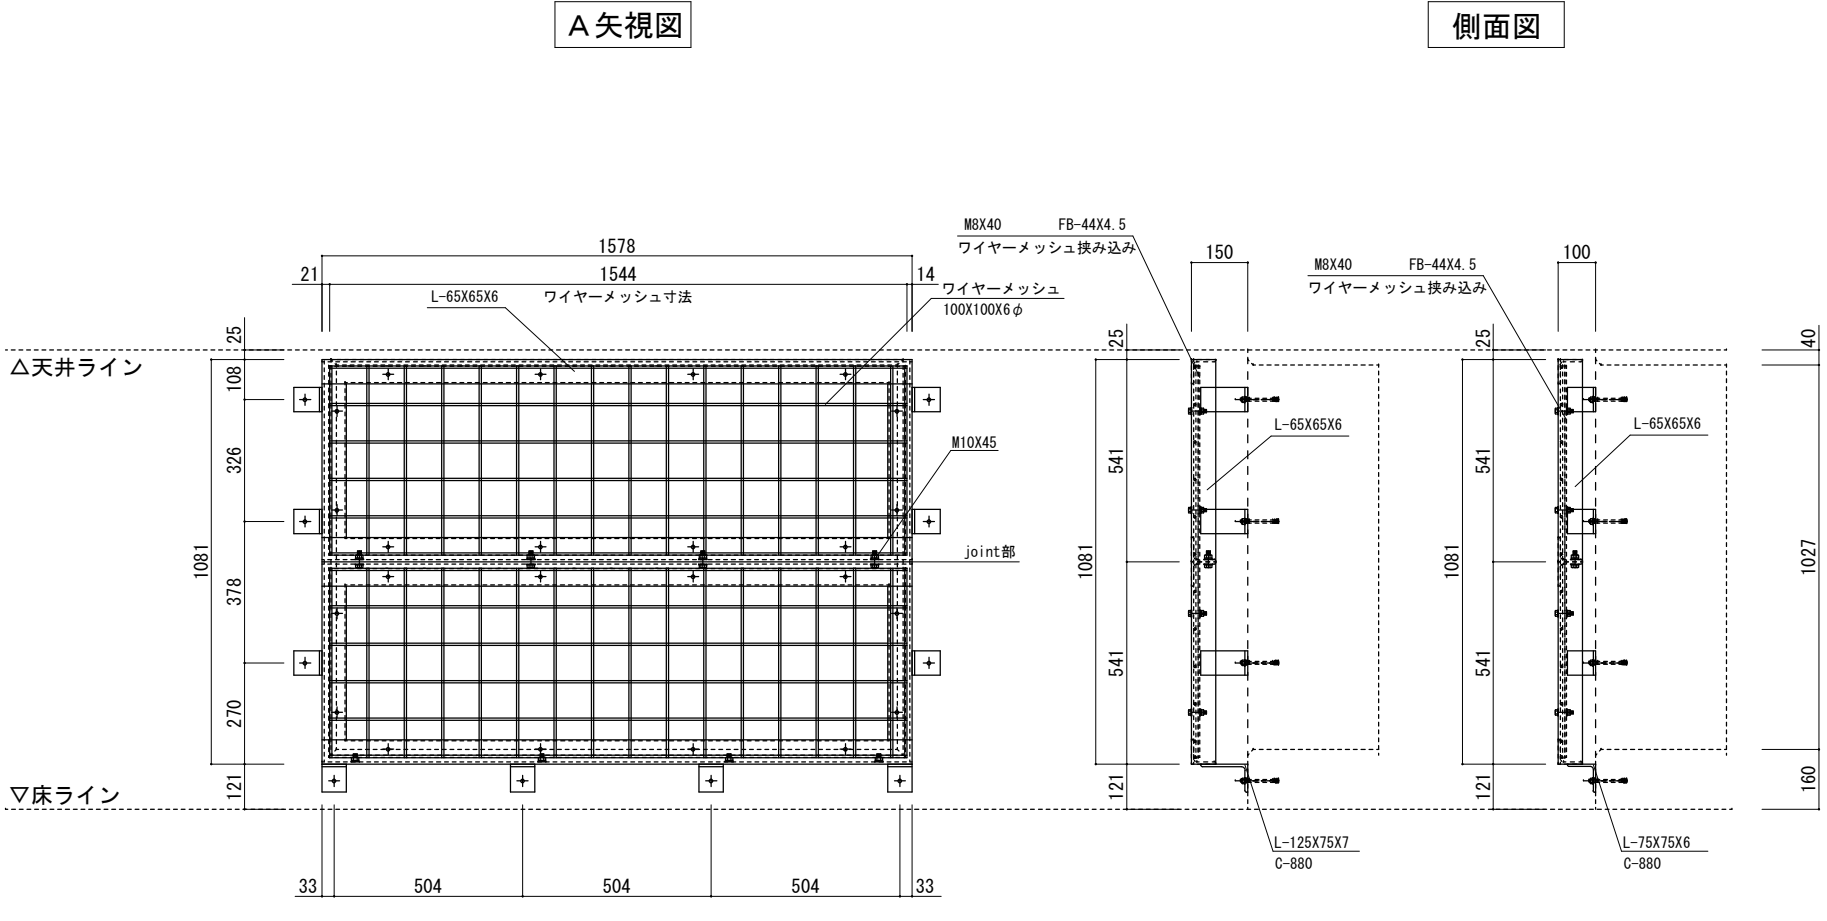 A矢視図
側面図
M8X40 FB-44X4.5
ワイヤーメッシュ挟み込み
1578
21
1544
14
L-65X65X6
ワイヤーメッシュ寸法
ワイヤーメッシュ
100X100X6φ
150
M8X40 FB-44X4.5
ワイヤーメッシュ挟み込み
100
25
△天井ライン
108
326
1081
378
270
121
▽床ライン
M10X45
joint部
33
504
504
504
33
25
541
1081
541
121
L-65X65X6
L-125X75X7
C-880
25
541
1081
541
121
L-65X65X6
L-75X75X6
C-880
40
1027
160